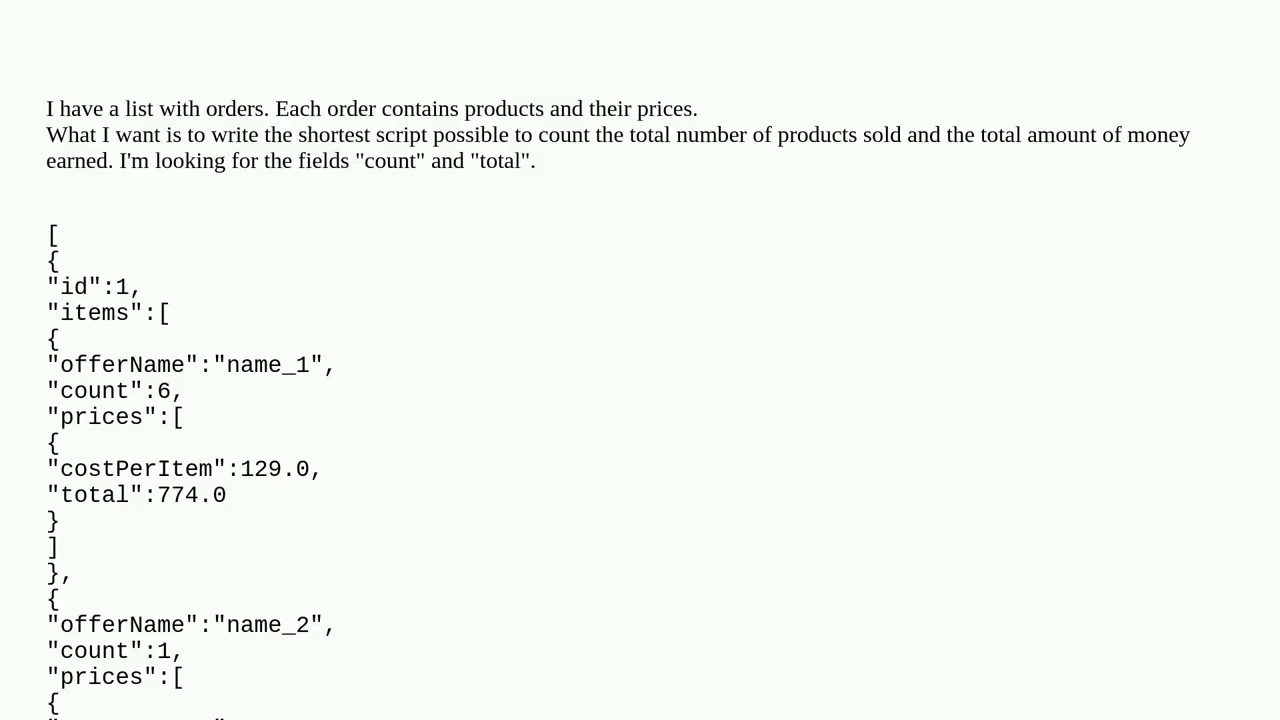 I have a list with orders. Each order contains products and their prices.
What I want is to write the shortest script possible to count the total number of products sold and the total amount of money
earned. I'm looking for the fields "count" and "total".
[
{
"id":1,
"items":[
{
"offerName":"name_1",
"count":6,
"prices":[
{
"costPerItem":129.0,
"total":774.0
}
]
},
{
"offerName":"name_2",
"count":1,
"prices":[
{